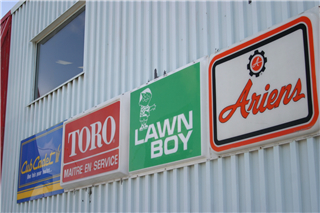 Cub Cadet
TORO
MAITRE EN SERVICE
LAWN
BOY
Ariens